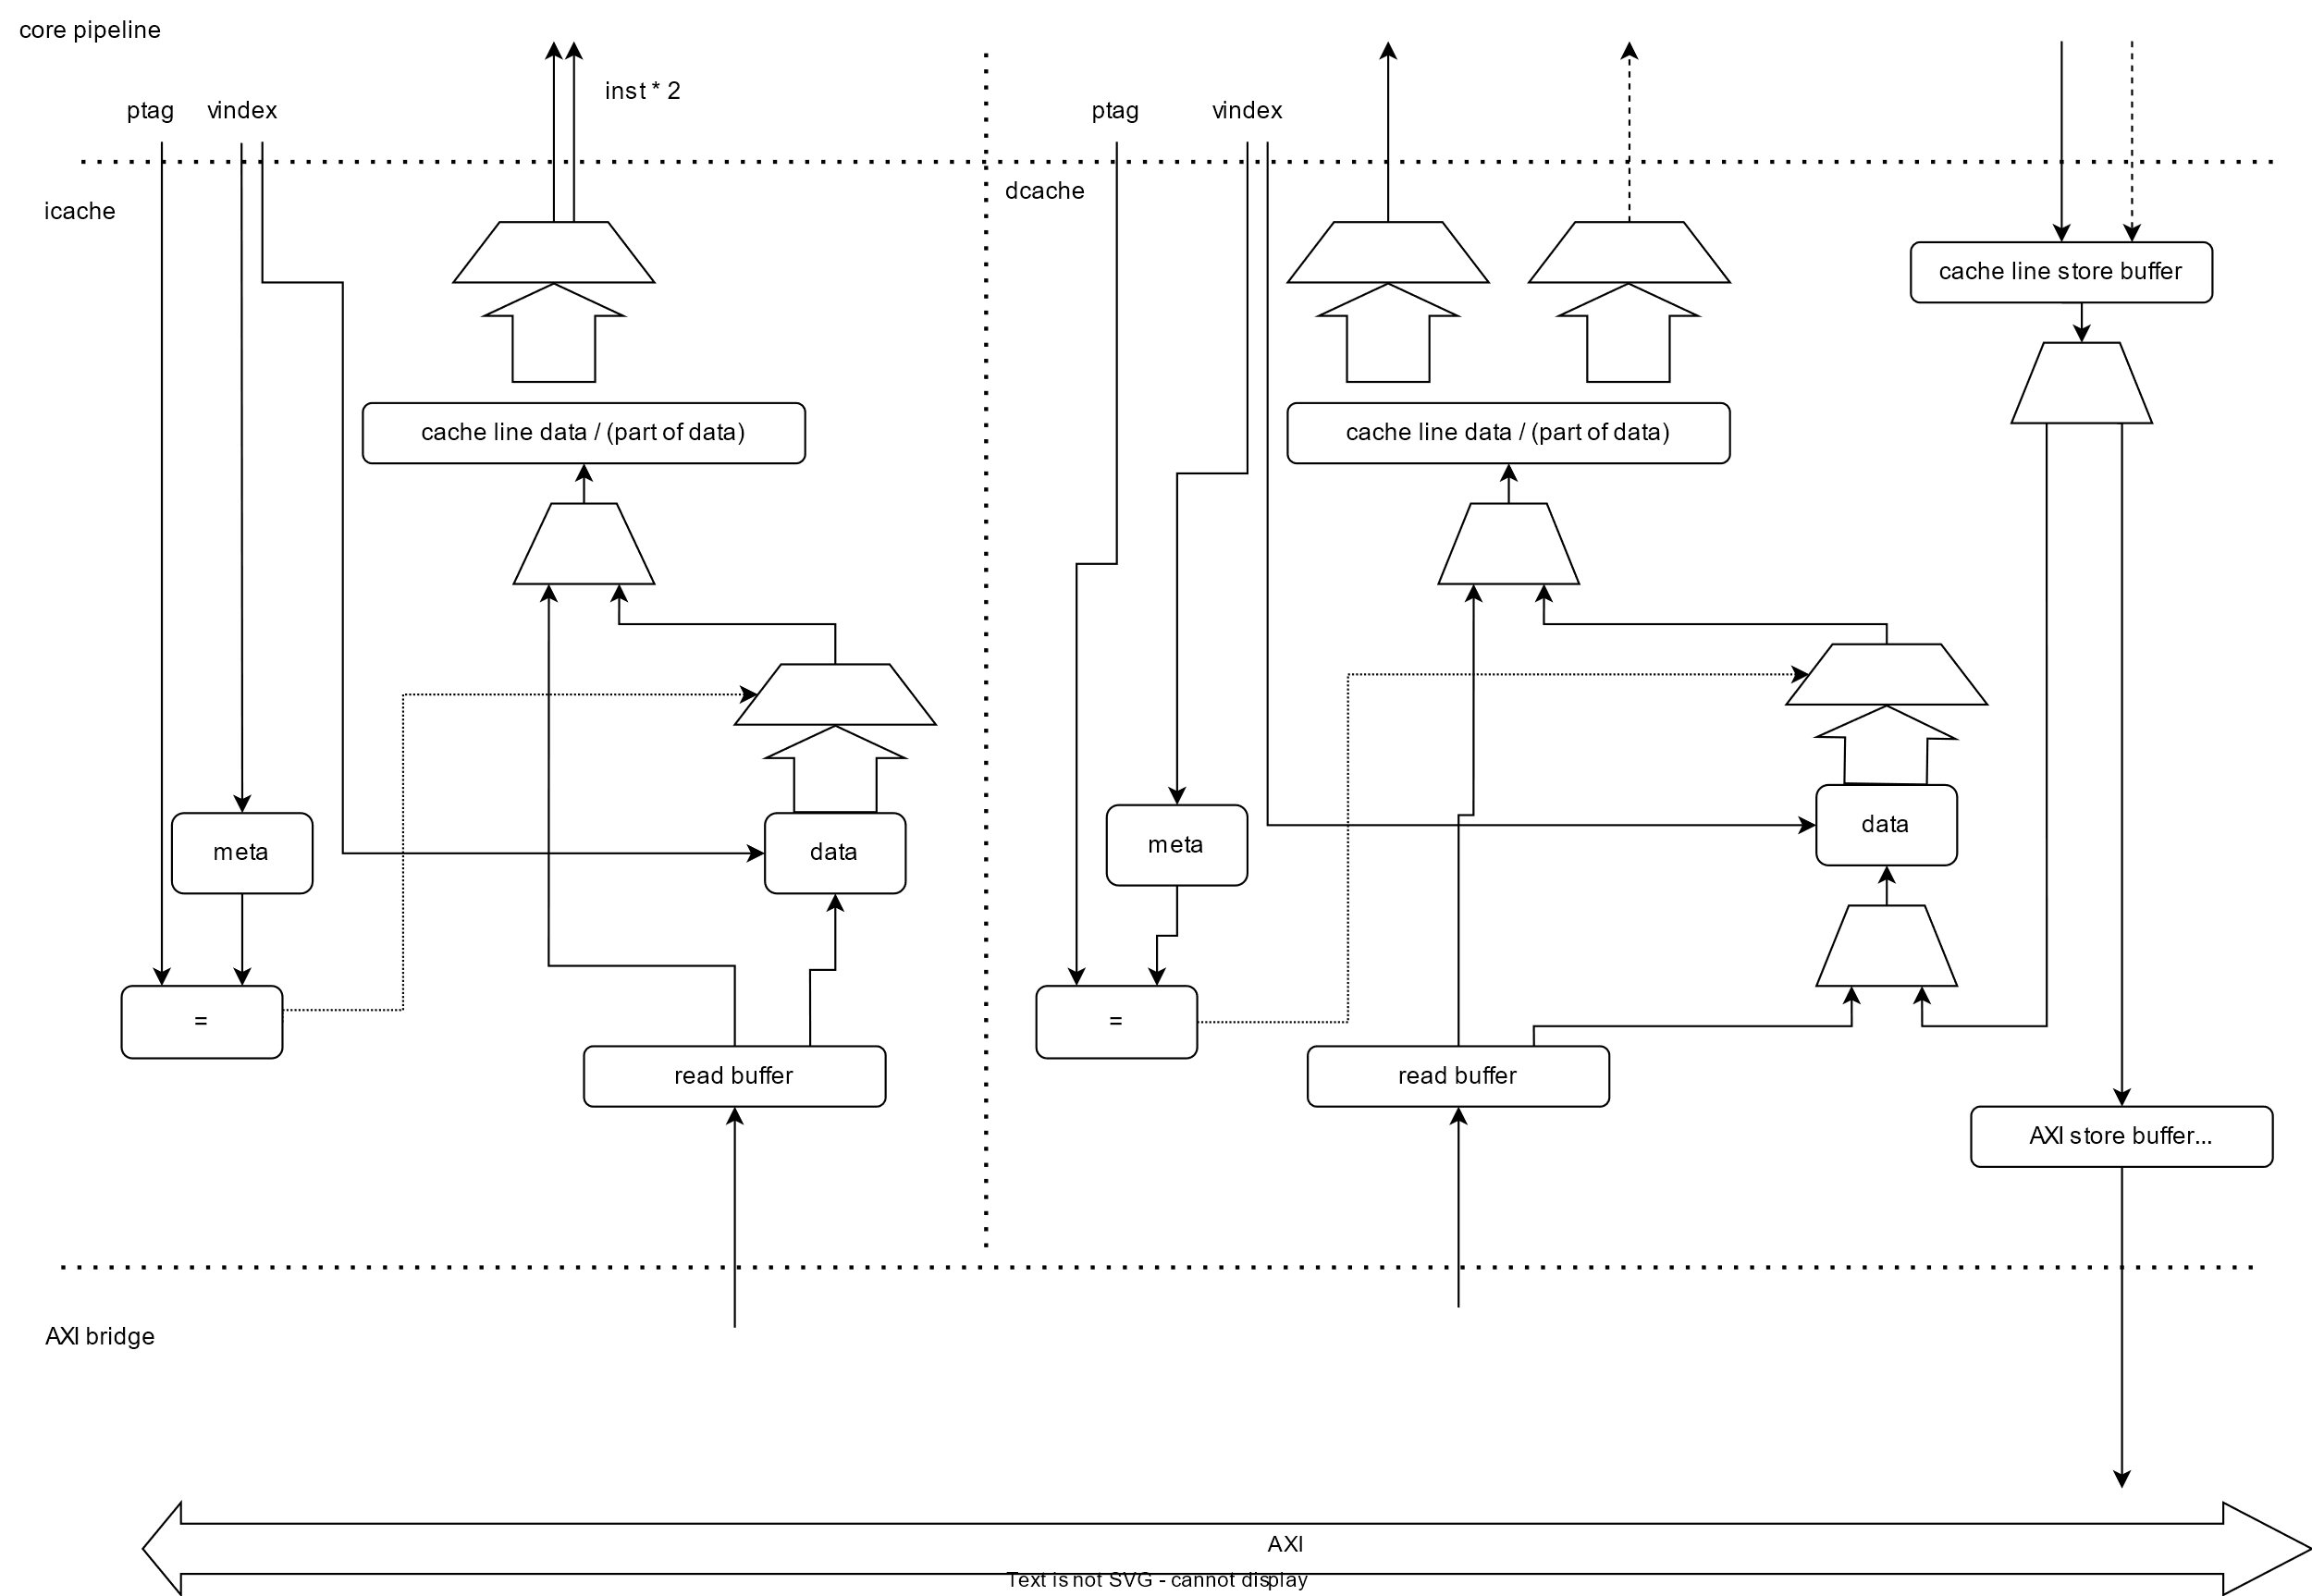 core pipeline
inst * 2
ptag
vindex
ptag
vindex
icache
dcache
cache line store buffer
cache line data / (part of data)
cache line data / (part of data)
meta
data
meta
data
=
=
read buffer
read buffer
AXI store buffer...
AXI bridge
AXI
Text is not SVG - cannot display